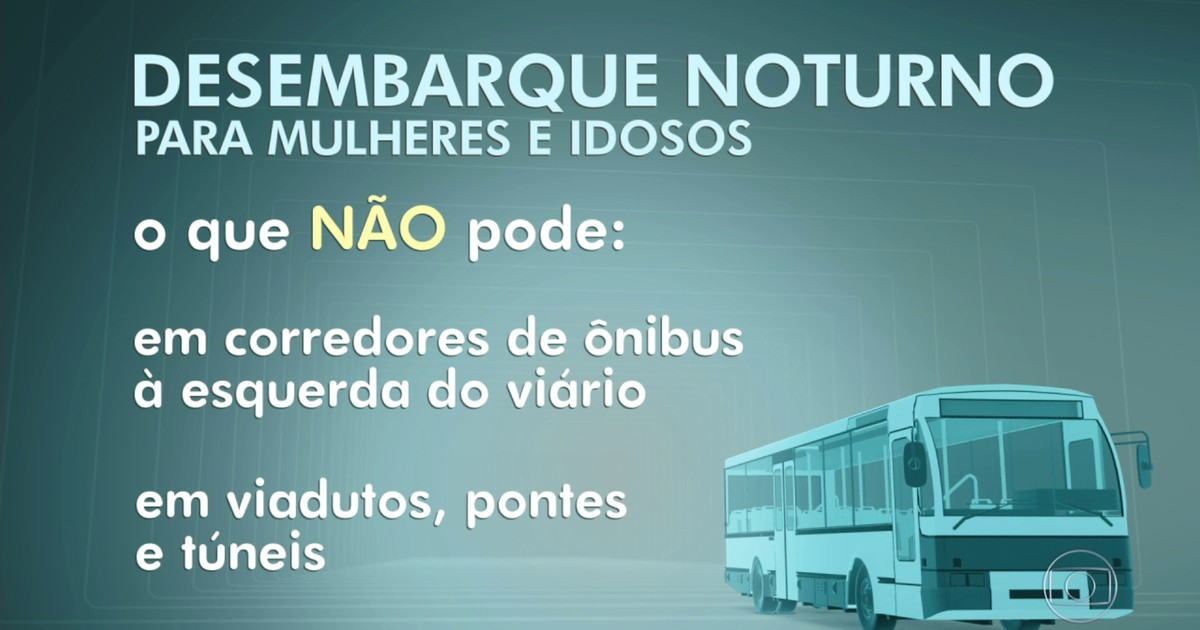 DESEMBARQUE NOTURNO
PARA MULHERES E IDOSOS
o que NÃO pode:
em corredores de ônibus
à esquerda do viário
em viadutos, pontes
e túneis